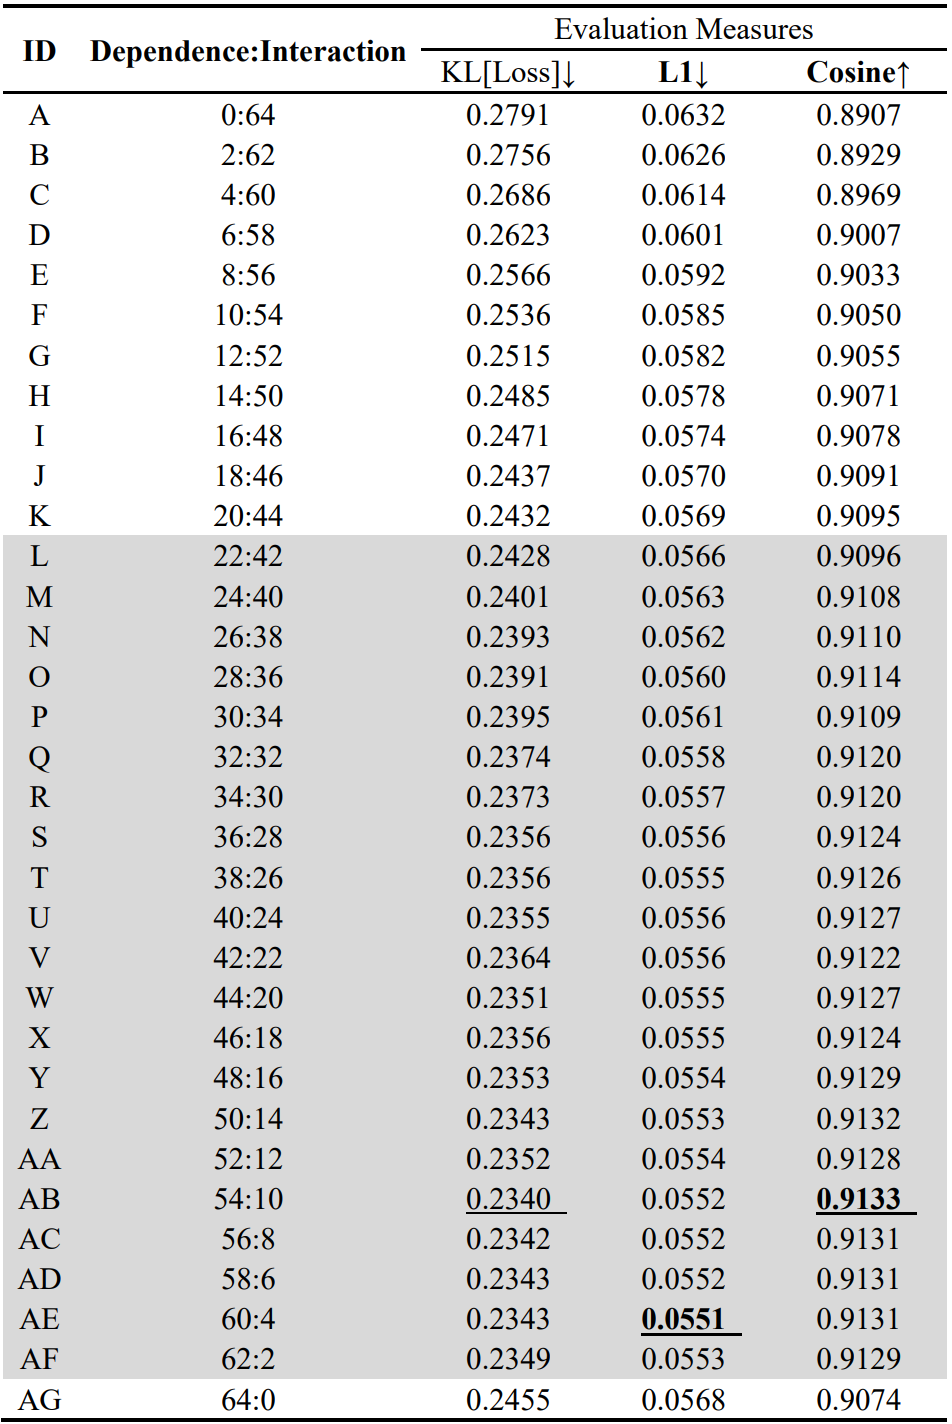 Evaluation Measures
ID Dependence:Interaction
KL[Loss]↓ L1↓ Cosine↑
A 0:64 0.2791 0.0632 0.8907
B 2:62 0.2756 0.0626 0.8929
C 4:60 0.2686 0.0614 0.8969
D 6:58 0.2623 0.0601 0.9007
E 8:56 0.2566 0.0592 0.9033
F 10:54 0.2536 0.0585 0.9050
G 12:52 0.2515 0.0582 0.9055
H 14:50 0.2485 0.0578 0.9071
I 16:48 0.2471 0.0574 0.9078
J 18:46 0.2437 0.0570 0.9091
K 20:44 0.2432 0.0569 0.9095
L 22:42 0.2428 0.0566 0.9096
M 24:40 0.2401 0.0563 0.9108
N 26:38 0.2393 0.0562 0.9110
O 28:36 0.2391 0.0560 0.9114
P 30:34 0.2395 0.0561 0.9109
Q 32:32 0.2374 0.0558 0.9120
R 34:30 0.2373 0.0557 0.9120
S 36:28 0.2356 0.0556 0.9124
T 38:26 0.2356 0.0555 0.9126
U 40:24 0.2355 0.0556 0.9127
V 42:22 0.2364 0.0556 0.9122
W 44:20 0.2351 0.0555 0.9127
X 46:18 0.2356 0.0555 0.9124
Y 48:16 0.2353 0.0554 0.9129
Z 50:14 0.2343 0.0553 0.9132
AA 52:12 0.2352 0.0554 0.9128
AB 54:10 0.2340 0.0552 0.9133
AC 56:8 0.2342 0.0552 0.9131
AD 58:6 0.2343 0.0552 0.9131
AE 60:4 0.2343 0.0551 0.9131
AF 62:2 0.2349 0.0553 0.9129
AG 64:0 0.2455 0.0568 0.9074